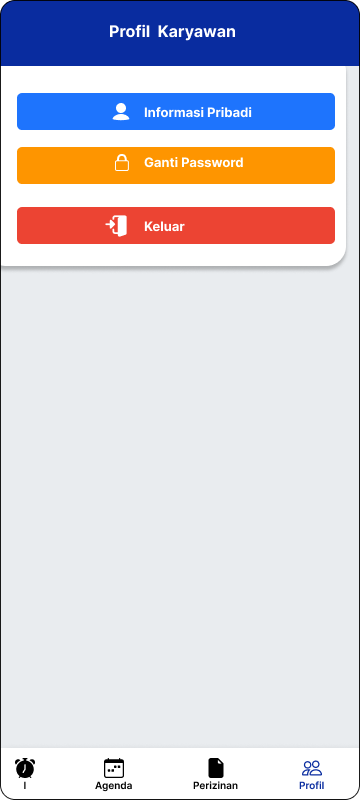 Profil Karyawan
Informasi Pribadi
Ganti Password
Keluar
I
Agenda
Perizinan
Profil